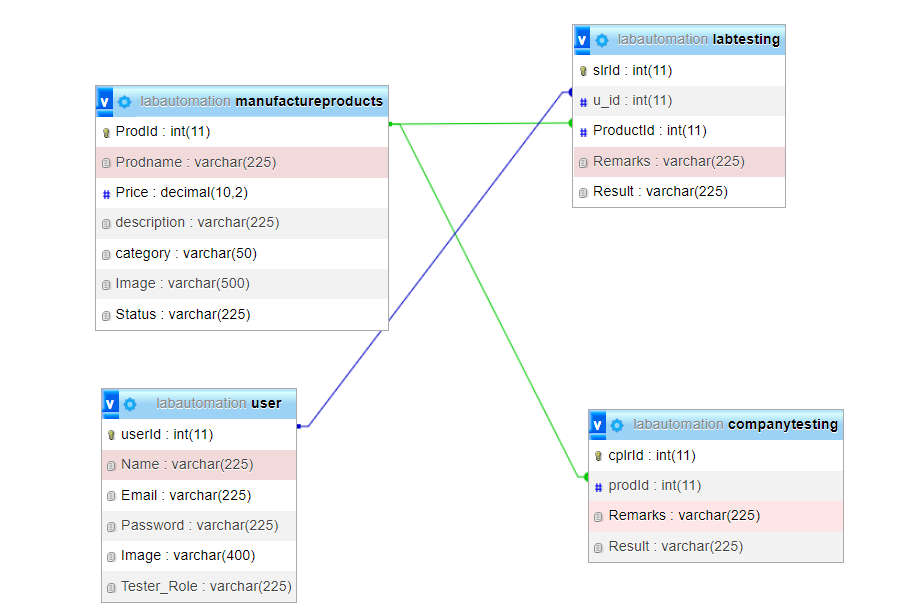 v labautomation manufactureproducts
ProdId : int(11)
Prodname : varchar(225)
# Price : decimal(10,2)
description : varchar(225)
category : varchar(50)
Image : varchar(500)
Status : varchar(225)
v labautomation labtesting
slrId : int(11)
# u_id : int(11)
# ProductId : int(11)
Remarks : varchar(225)
Result : varchar(225)
v labautomation user
userId : int(11)
Name : varchar(225)
Email : varchar(225)
Password : varchar(225)
Image : varchar(400)
Tester_Role : varchar(225)
v labautomation companytesting
cplrId : int(11)
# prodId : int(11)
Remarks : varchar(225)
Result : varchar(225)